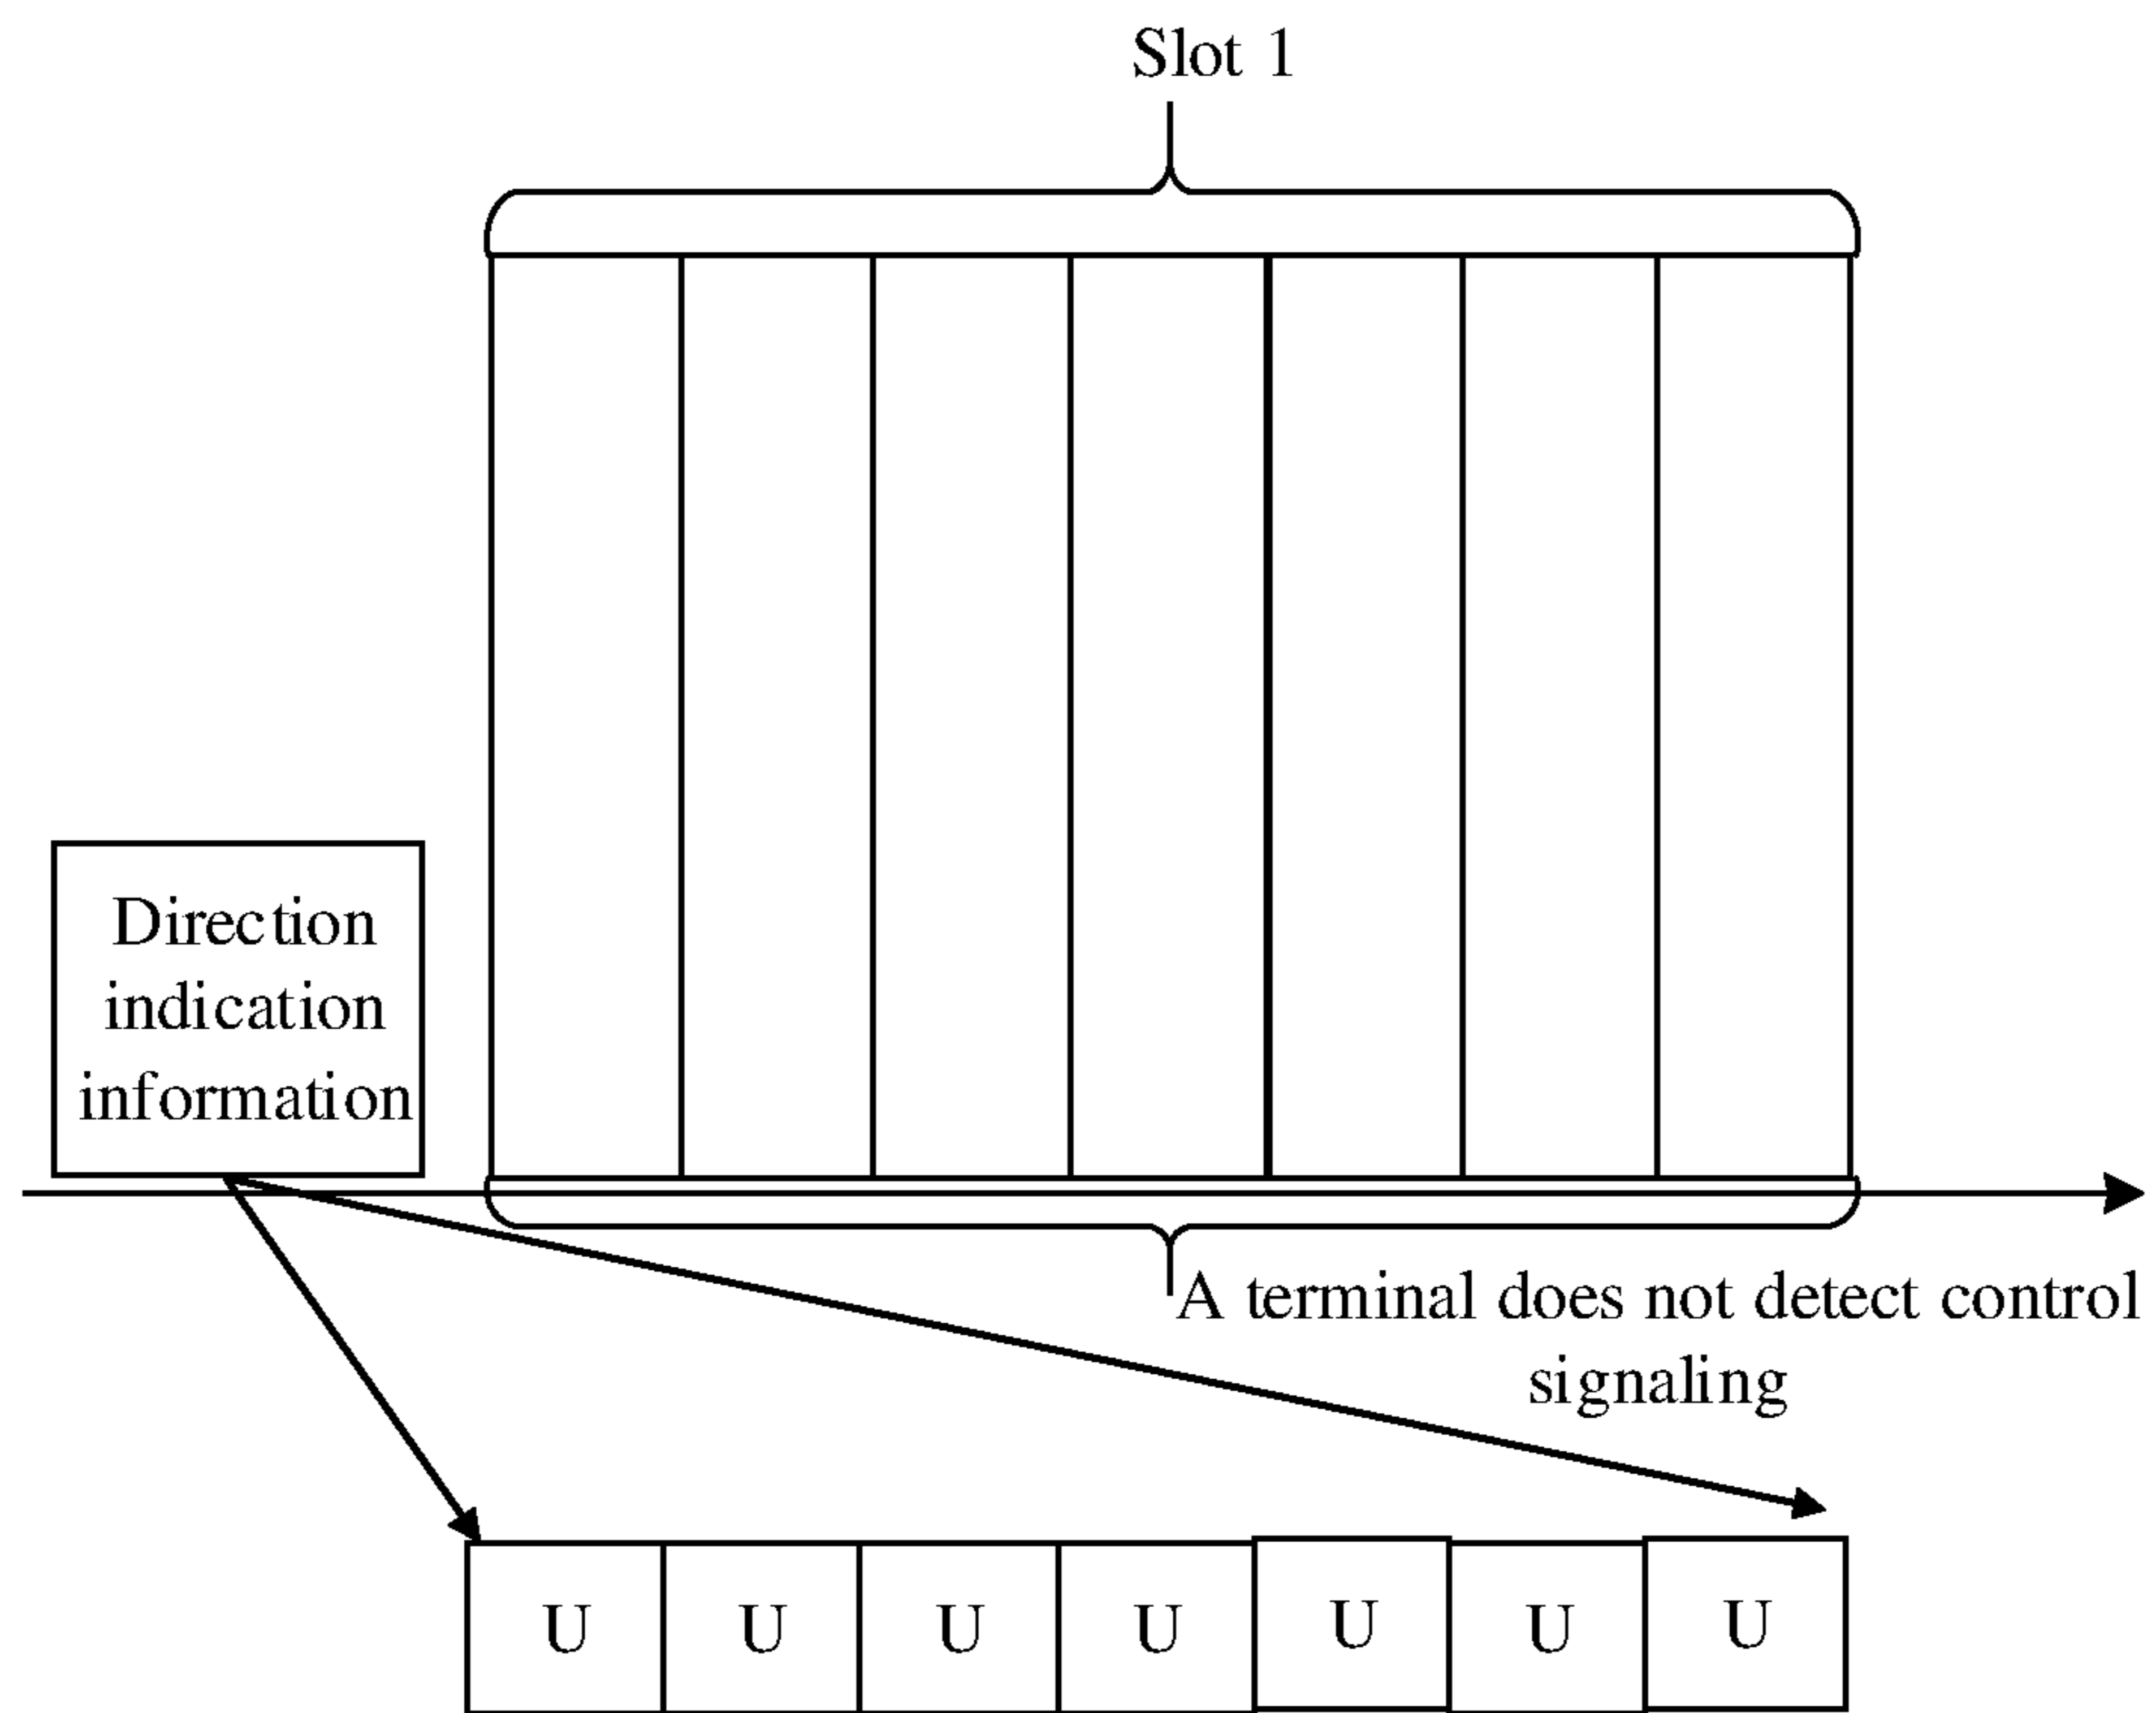 Slot 1
Direction
indication
information
A terminal does not detect control
signaling
U U U U U U U